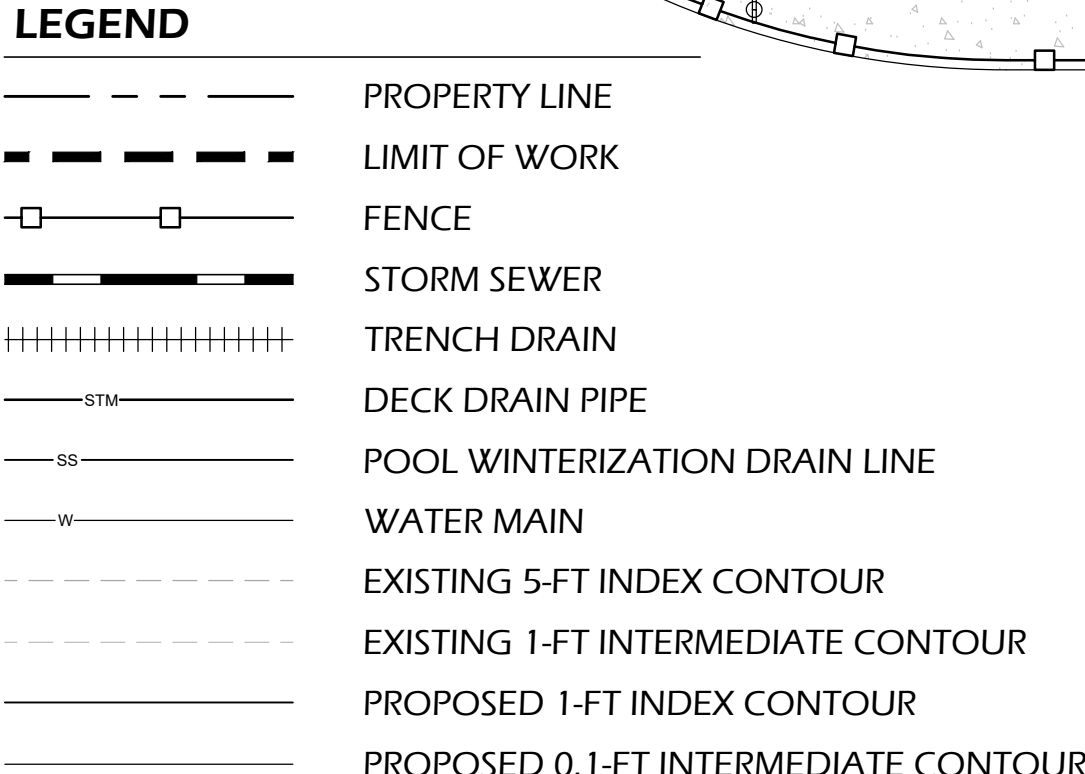 LEGEND
PROPERTY LINE
LIMIT OF WORK
FENCE
STORM SEWER
TRENCH DRAIN
STM DECK DRAIN PIPE
SS POOL WINTERIZATION DRAIN LINE
W WATER MAIN
EXISTING 5-FT INDEX CONTOUR
EXISTING 1-FT INTERMEDIATE CONTOUR
PROPOSED 1-FT INDEX CONTOUR
PROPOSED 0.1-FT INTERMEDIATE CONTOUR